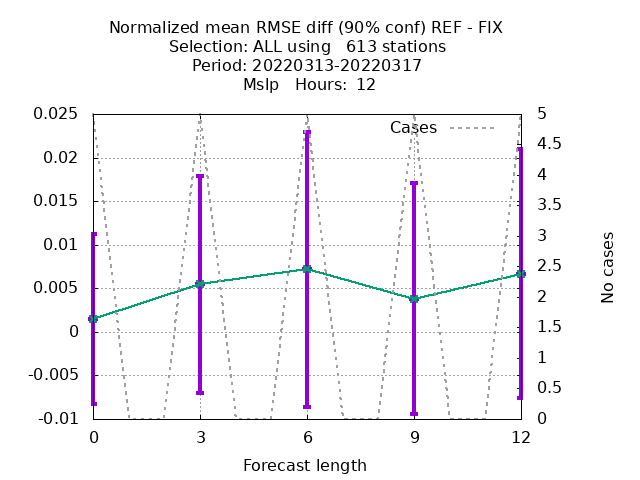 Normalized mean RMSE diff (90% conf) REF - FIX
Selection: ALL using   613 stations
Period: 20220313-20220317
Mslp   Hours: 12
0.025
0.02
0.015
0.01
0.005
0
-0.005
-0.01
Cases
5
4.5
4
3.5
3
2.5
2
1.5
1
0.5
0
No cases
0 3 6 9 12
Forecast length